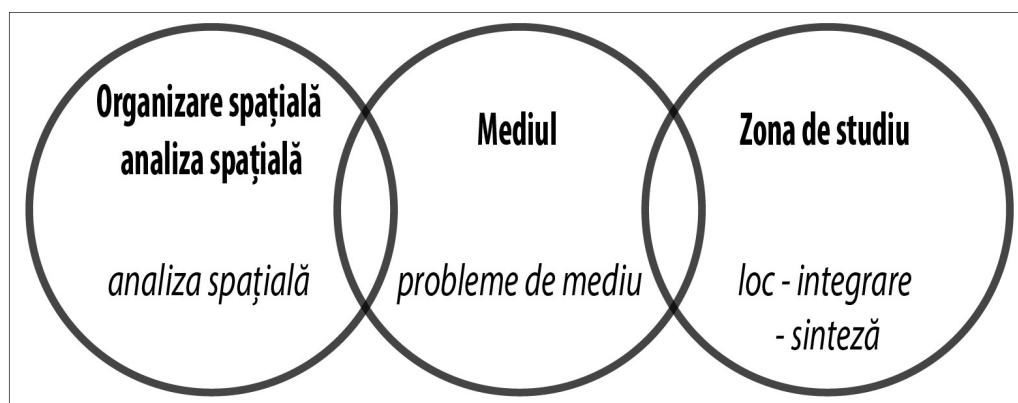 Organizare spațială
analiza spațială
analiza spațială
Mediul
probleme de mediu
Zona de studiu
loc - integrare
- sinteză